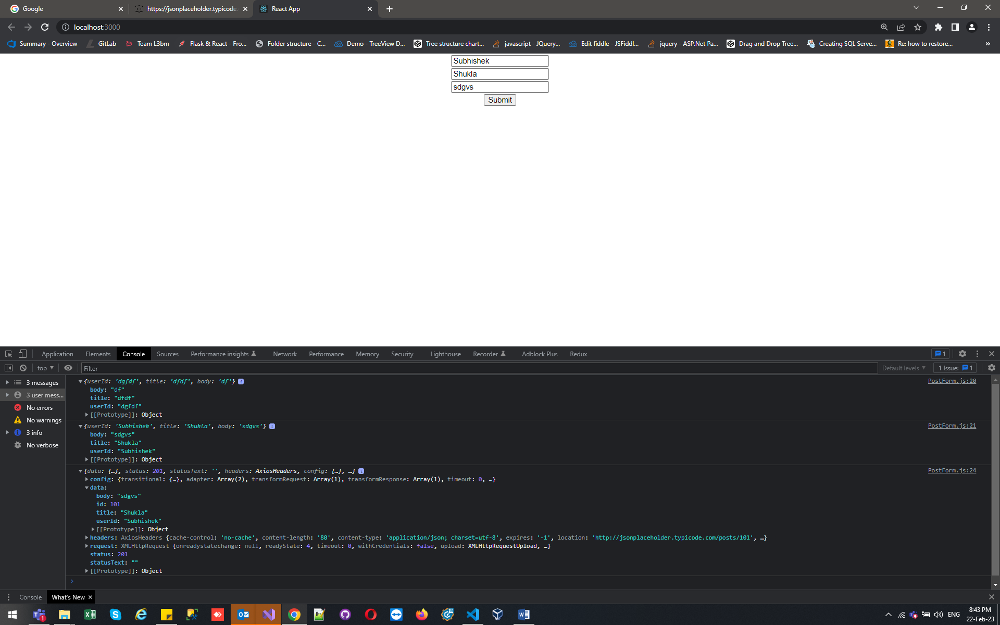 Google
https://jsonplaceholder.typicode.
React App
localhost:3000
Summary - Overview
GitLab
Team L3bm
Flask & React - Fro...
Folder structure - C...
Demo - TreeView D...
Tree structure chart...
javascript - JQuery...
Edit fiddle - JSFiddl...
jquery - ASP.Net Pa...
Drag and Drop Tree...
Creating SQL Serve...
Re: how to restore...
»
Subhishek
Shukla
sdgvs
Submit
Application Elements Console Sources Performance insights Network Performance Memory Security Lighthouse Recorder Adblock Plus Redux 1
top Filter Default levels 1 Issue: 1
3 messages
3 user mess...
No errors
No warnings
3 info
No verbose
{userId: 'dgfdf', title: 'dfdf', body: 'df'} PostForm.js:20
body: "df"
title: "dfdf"
userId: "dgfdf"
[[Prototype]]: Object
{userId: 'Subhishek', title: 'Shukla', body: 'sdgvs'} PostForm.js:21
body: "sdgvs"
title: "Shukla"
userId: "Subhishek"
[[Prototype]]: Object
{data: {…}, status: 201, statusText: '', headers: AxiosHeaders, config: {…}, …} PostForm.js:24
config: {transitional: {…}, adapter: Array(2), transformRequest: Array(1), transformResponse: Array(1), timeout: 0, …}
data:
body: "sdgvs"
id: 101
title: "Shukla"
userId: "Subhishek"
[[Prototype]]: Object
headers: AxiosHeaders {cache-control: 'no-cache', content-length: '80', content-type: 'application/json; charset=utf-8', expires: '-1', location: 'http://jsonplaceholder.typicode.com/posts/101', …}
request: XMLHttpRequest {onreadystatechange: null, readyState: 4, timeout: 0, withCredentials: false, upload: XMLHttpRequestUpload, …}
status: 201
statusText: ""
[[Prototype]]: Object
Console What's New
ENG
8:43 PM
22-Feb-23